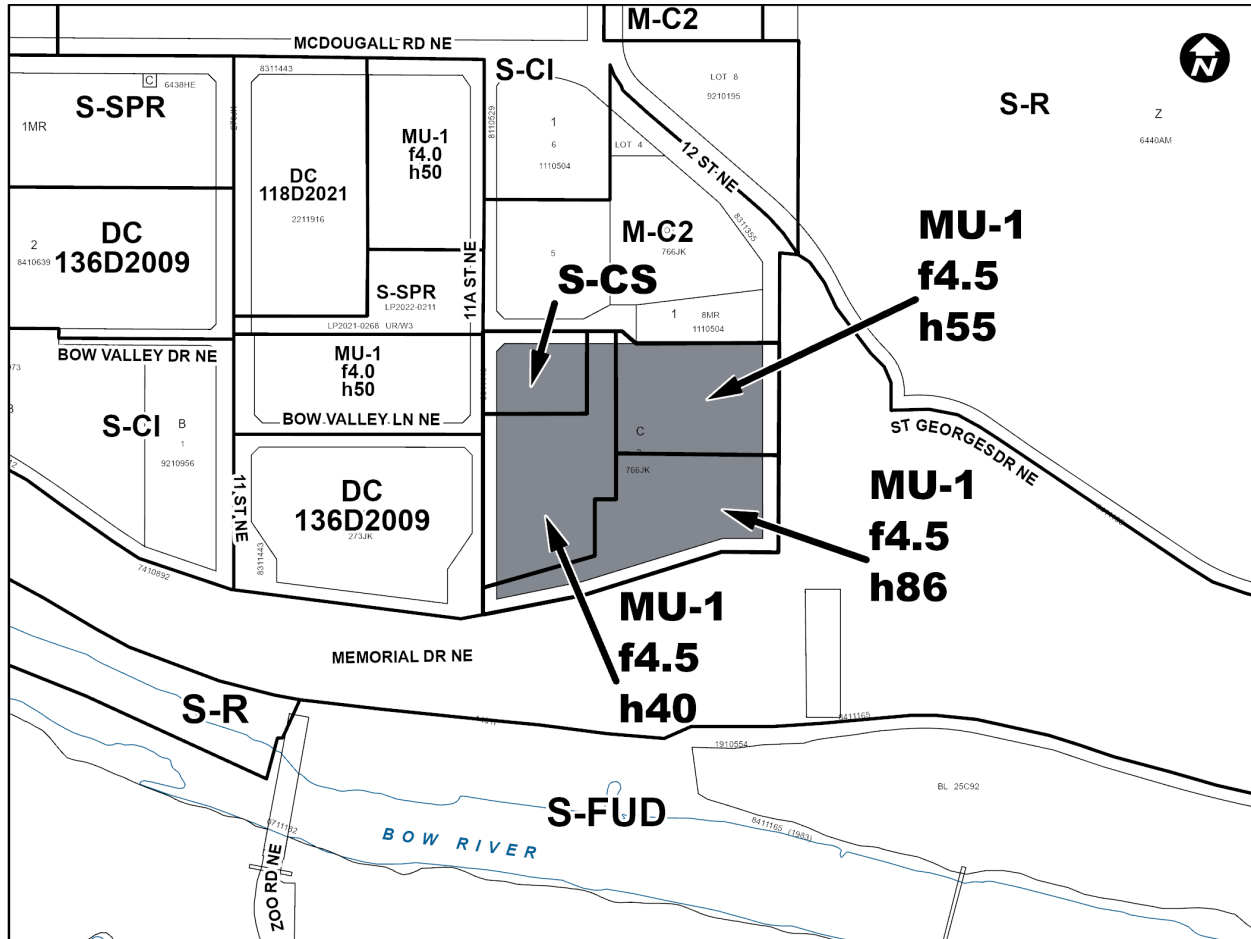 M-C2
MCDOUGALL RD NE
N
8311443
C
6438HE
S-SPR
1MR
S-CI
LOT 8
9210195
S-R
Z
6440AM
MU-1
f4.0
h50
8110529
1
6
1110504
LOT 4
12 ST NE
DC
118D2021
2211916
DC
136D2009
2
8410639
8311355
M-C2
766JK
5
11A ST NE
S-SPR
LP2022-0211
LP2021-0268 UR/W3
S-CS
1
8MR
1110504
MU-1
f4.5
h55
BOW VALLEY DR NE
MU-1
f4.0
h50
BOW VALLEY LN NE
S-CI
B
1
9210956
C
766JK
ST GEORGES DR NE
11 ST NE
DC
136D2009
273JK
8311443
7410892
MU-1
f4.5
h86
MU-1
f4.5
h40
MEMORIAL DR NE
S-R
8411165
1910554
BL 25C92
S-FUD
8411165 (1983)
0711182
BOW RIVER
ZOO RD NE